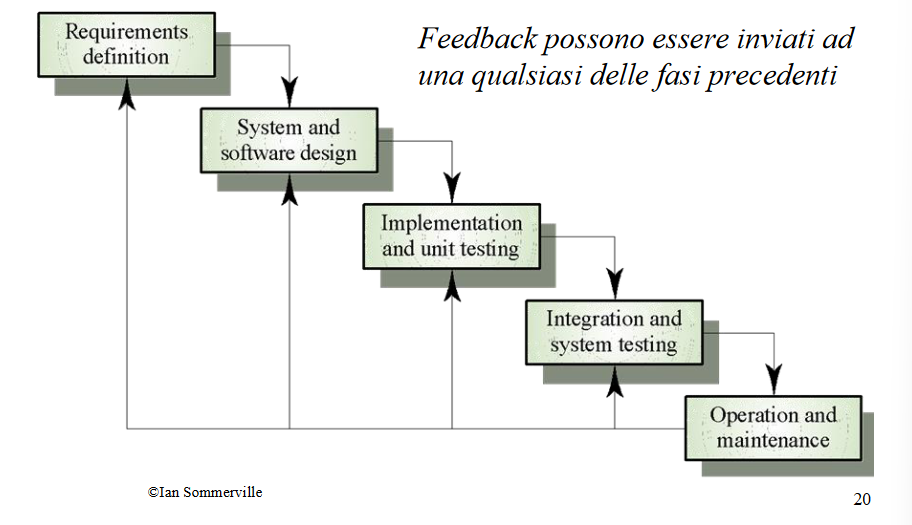 Requirements
definition
Feedback possono essere inviati ad
una qualsiasi delle fasi precedenti
System and
software design
Implementation
and unit testing
Integration and
system testing
Operation and
maintenance
©Ian Sommerville
20